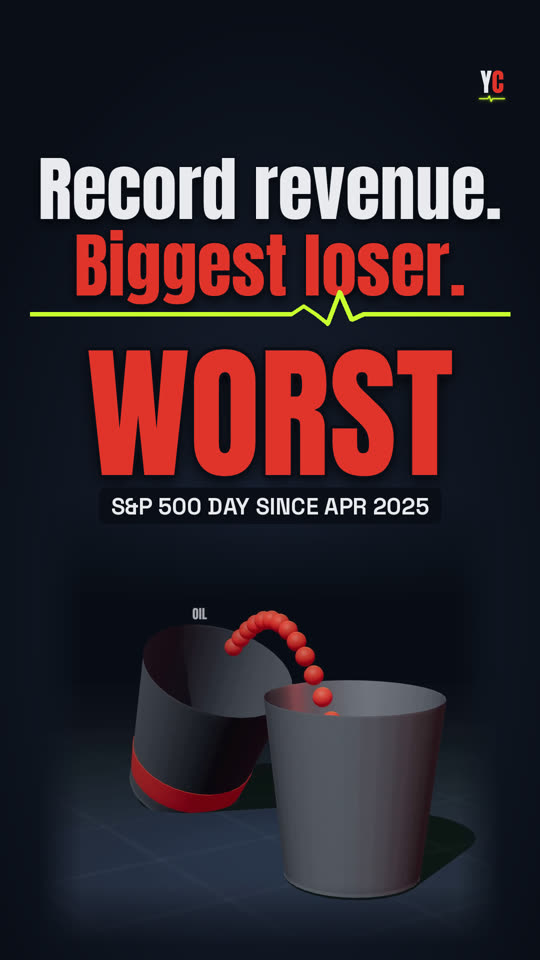 YC
Record revenue.
Biggest loser.
WORST
S&P 500 DAY SINCE APR 2025
OIL